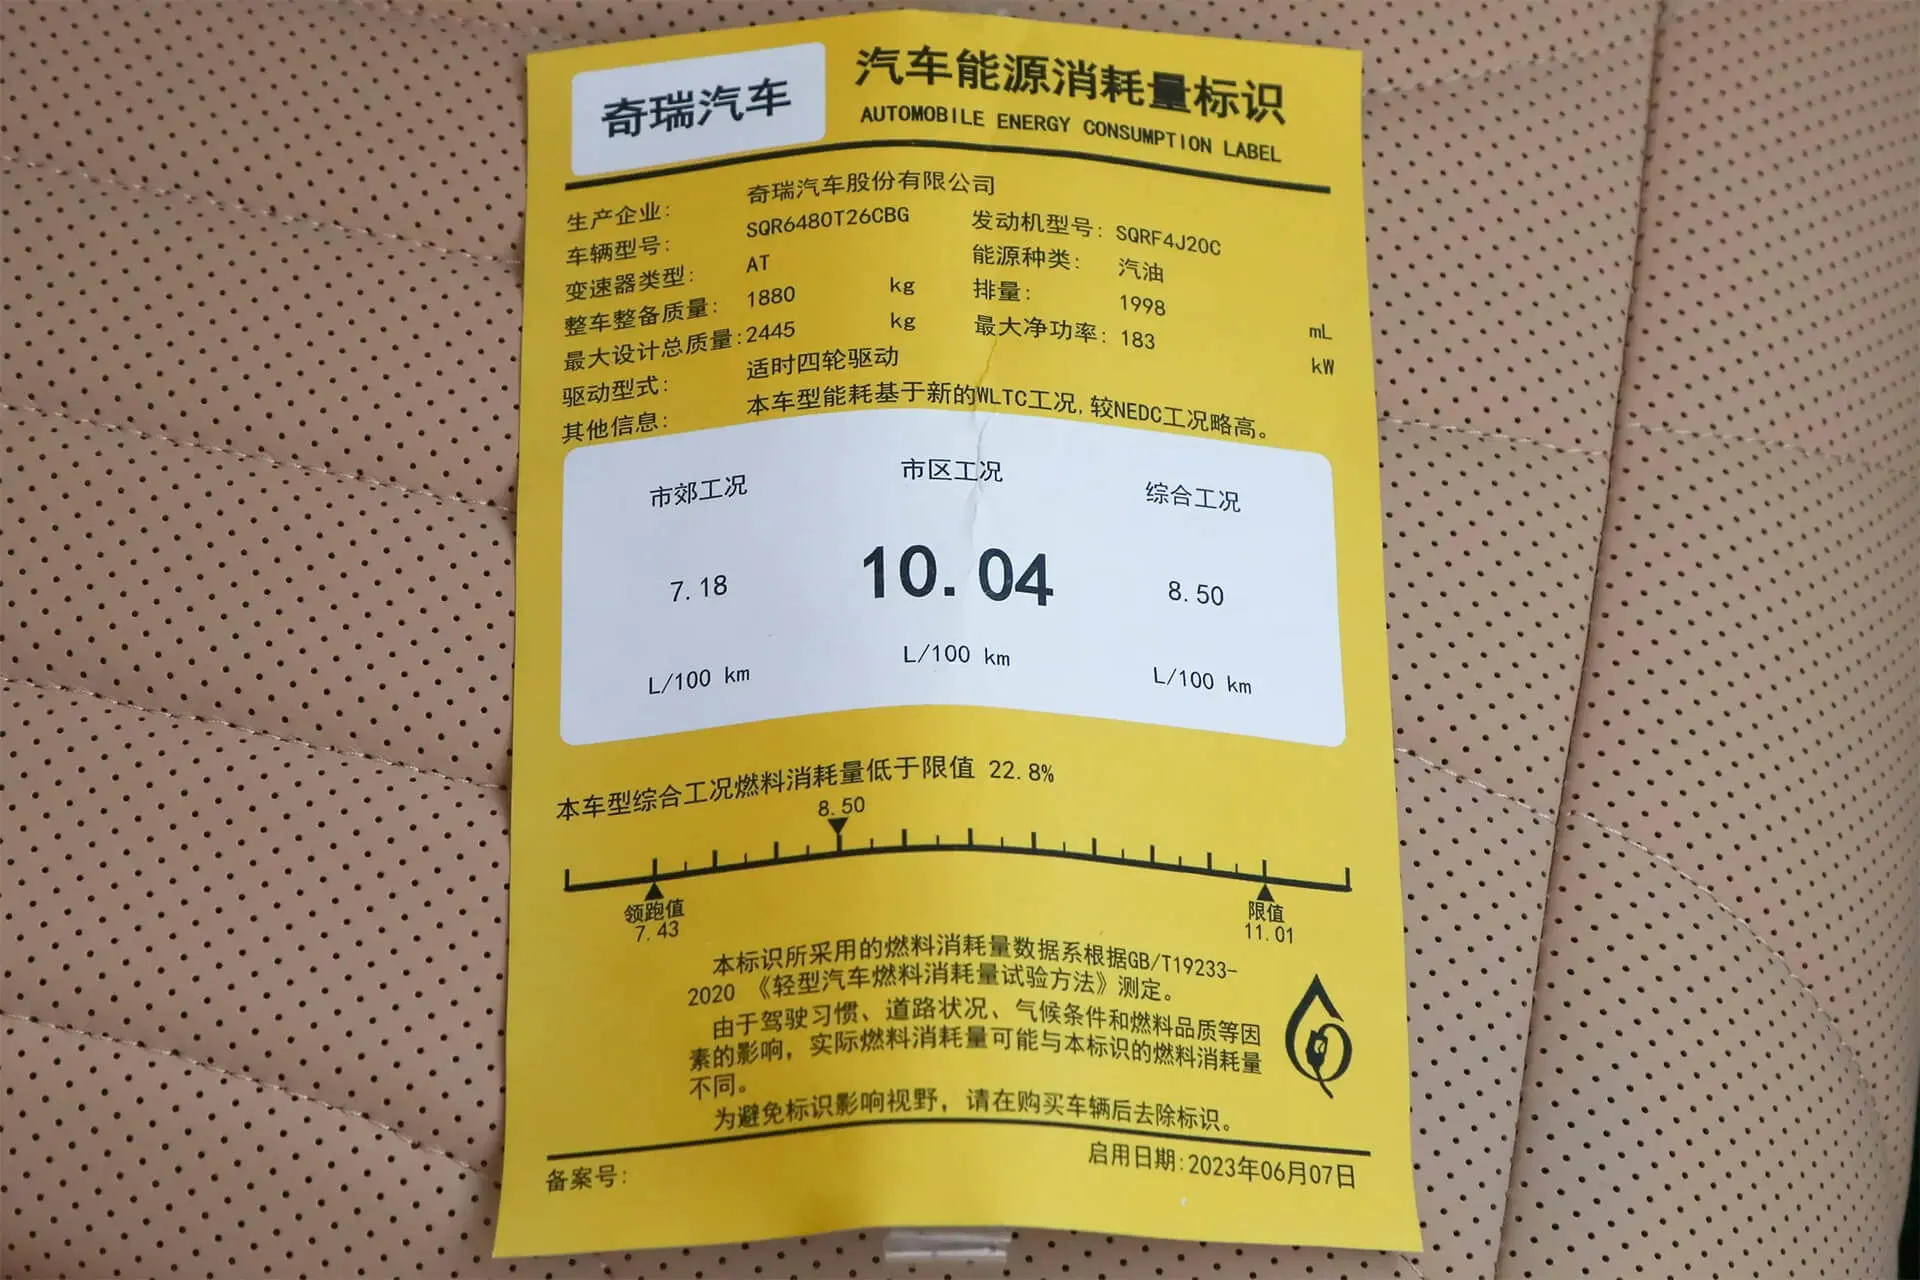 奇瑞汽车
汽车能源消耗量标识
AUTOMOBILE ENERGY CONSUMPTION LABEL
生产企业: 奇瑞汽车股份有限公司
车辆型号: SQR6480T26CBG 发动机型号: SQRF4J20C
变速器类型: AT 能源种类: 汽油
整车整备质量: 1880 kg 排量: 1998 mL
最大设计总质量:2445 kg 最大净功率: 183 kW
驱动型式: 适时四轮驱动
其他信息: 本车型能耗基于新的WLTC工况,较NEDC工况略高。
市郊工况 市区工况 综合工况
7.18 10.04 8.50
L/100 km L/100 km L/100 km
本车型综合工况燃料消耗量低于限值 22.8%
8.50
领跑值 限值
7.43 11.01
本标识所采用的燃料消耗量数据系根据GB/T19233-
2020 《轻型汽车燃料消耗量试验方法》测定。
由于驾驶习惯、道路状况、气候条件和燃料品质等因
素的影响，实际燃料消耗量可能与本标识的燃料消耗量
不同。
为避免标识影响视野，请在购买车辆后去除标识。
备案号: 启用日期:2023年06月07日